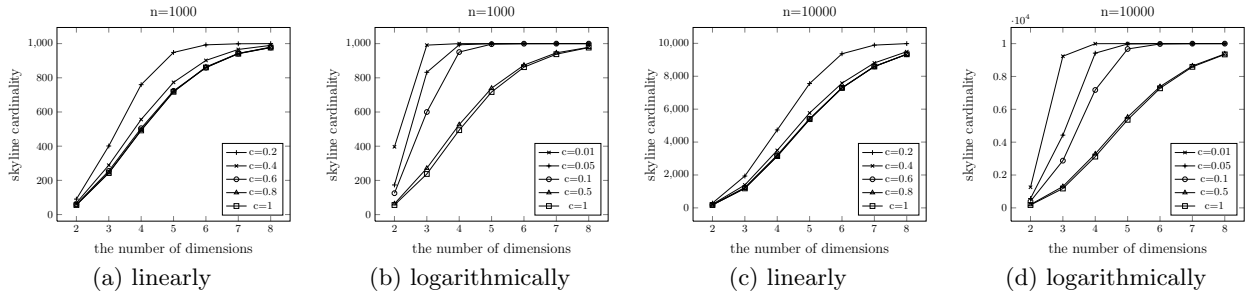 n=1000
skyline cardinality
1,000
800
600
400
200
0
c=0.2
c=0.4
c=0.6
c=0.8
c=1
2 3 4 5 6 7 8
the number of dimensions
(a) linearly
n=1000
skyline cardinality
1,000
800
600
400
200
0
c=0.01
c=0.05
c=0.1
c=0.5
c=1
2 3 4 5 6 7 8
the number of dimensions
(b) logarithmically
n=10000
skyline cardinality
10,000
8,000
6,000
4,000
2,000
0
c=0.2
c=0.4
c=0.6
c=0.8
c=1
2 3 4 5 6 7 8
the number of dimensions
(c) linearly
n=10000
·10⁴
skyline cardinality
1
0.8
0.6
0.4
0.2
0
c=0.01
c=0.05
c=0.1
c=0.5
c=1
2 3 4 5 6 7 8
the number of dimensions
(d) logarithmically